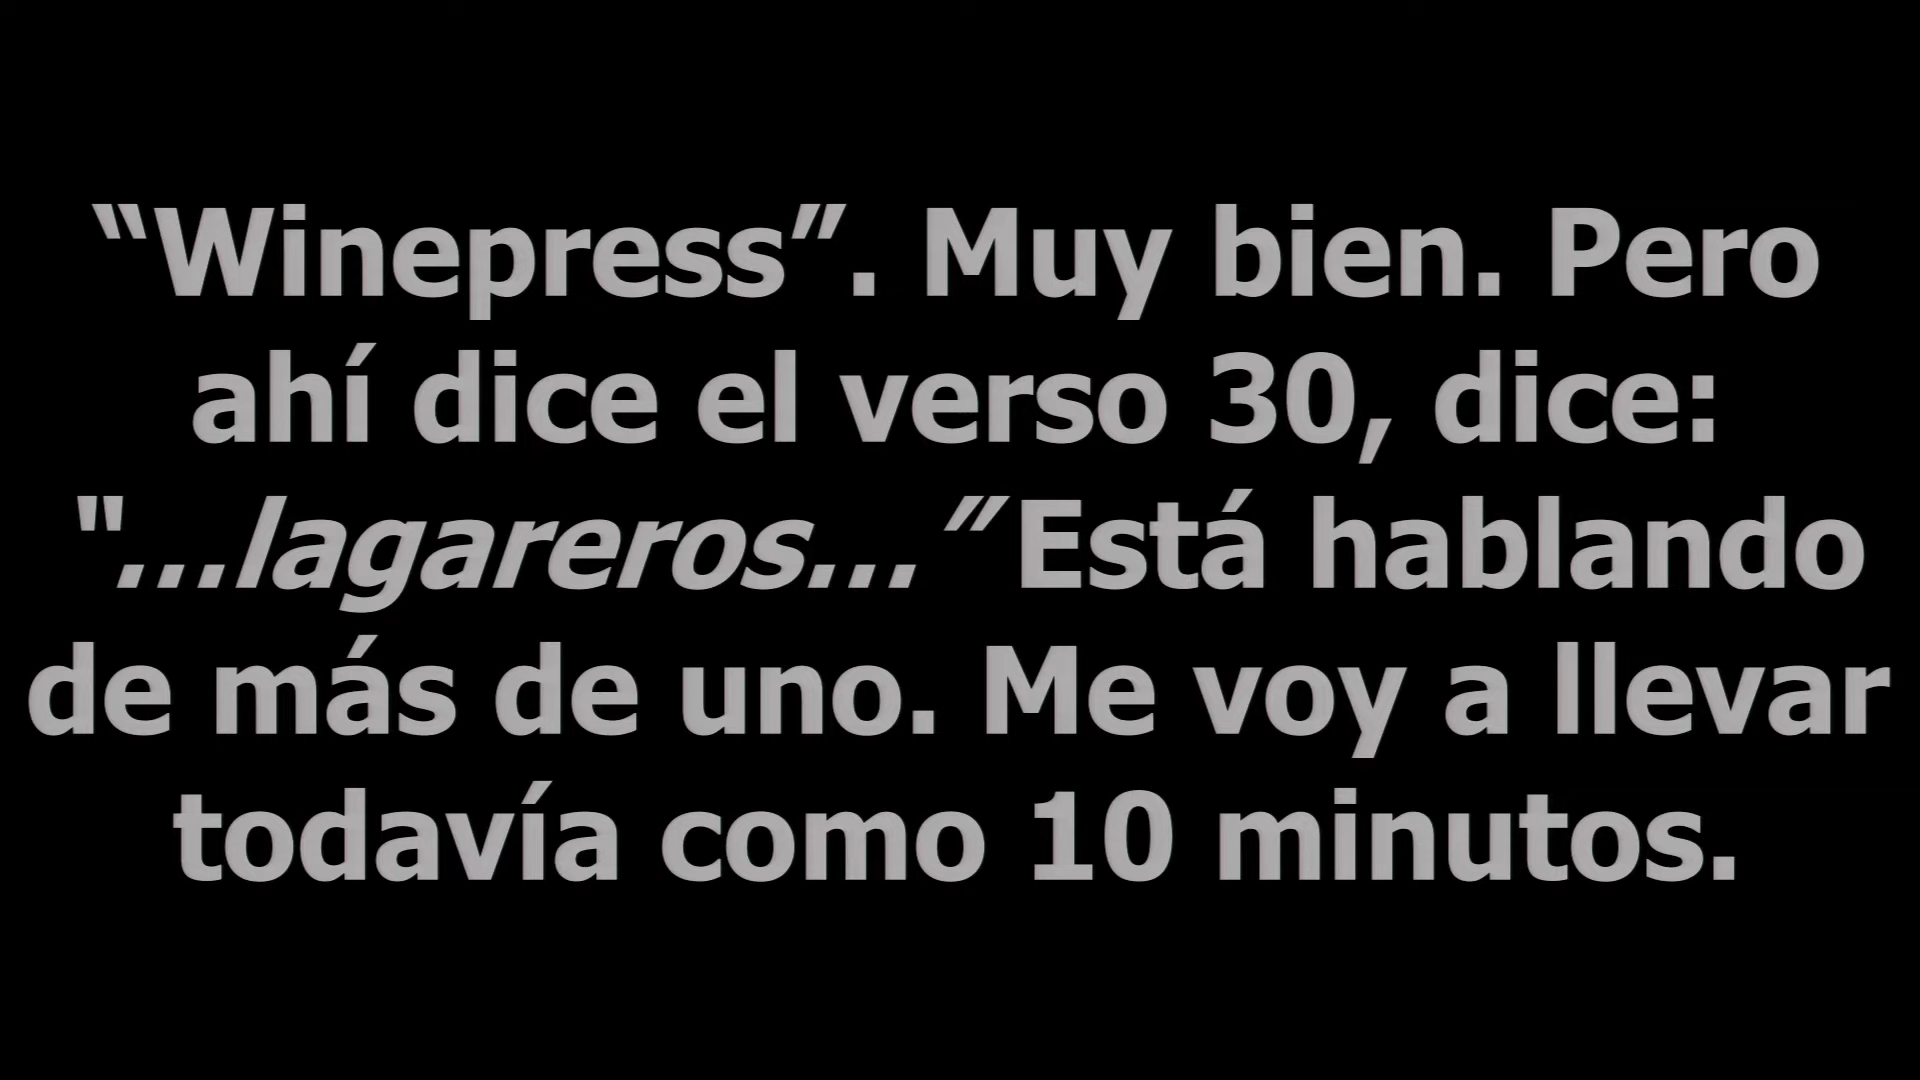 “Winepress”. Muy bien. Pero
ahí dice el verso 30, dice:
"…lagareros…” Está hablando
de más de uno. Me voy a llevar
todavía como 10 minutos.